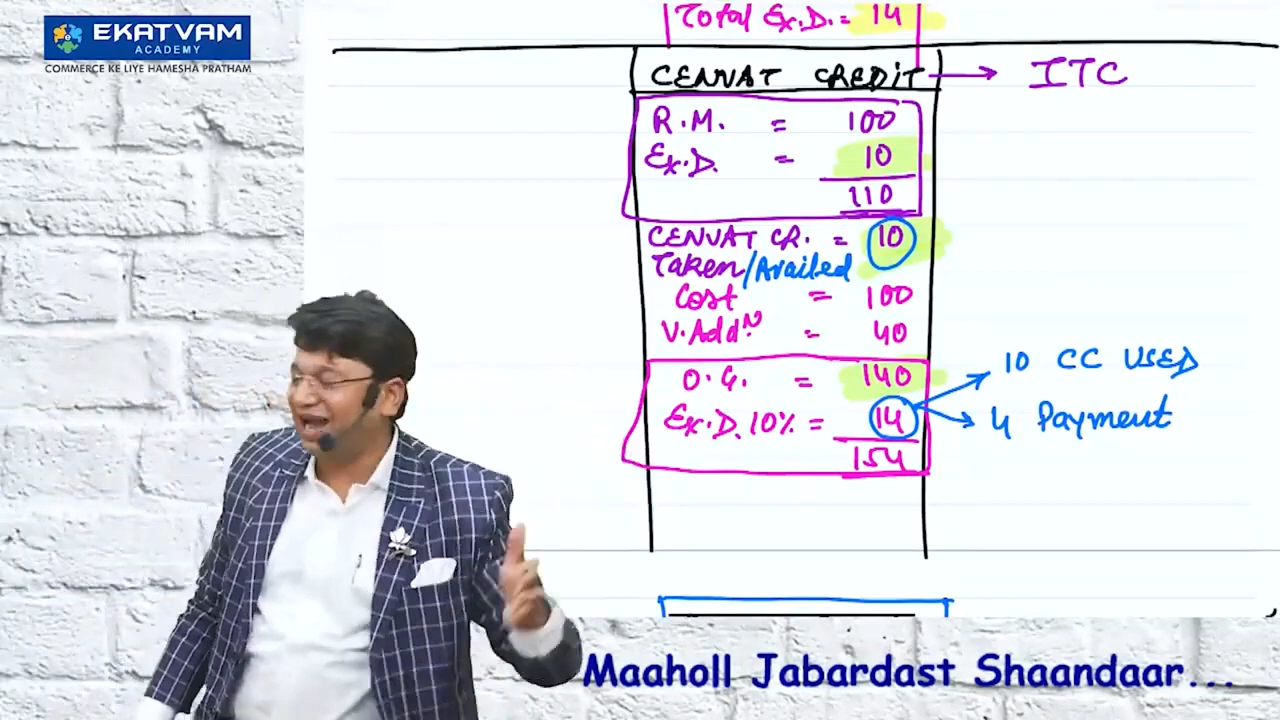 EKATVAM
ACADEMY
COMMERCE KE LIYE HAMESHA PRATHAM
Total Ex.D. = 14
CENVAT CREDIT → ITC
R.M. = 100
Ex.D. = 10
110
CENVAT CR. = 10
Taken/Availed
Cost = 100
V.Addᴺ = 40
O.G. = 140
Ex.D. 10% = 14
154
10 CC USED
4 Payment
Maaholl Jabardast Shaandaar...